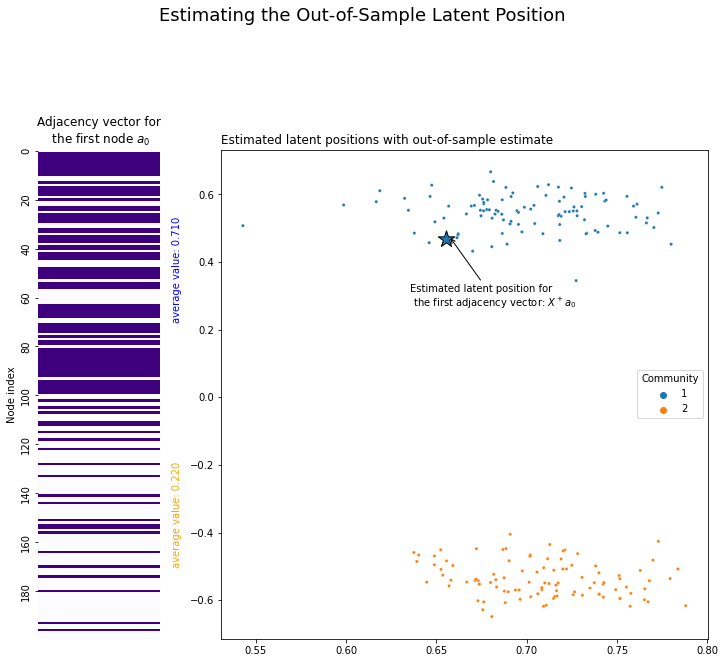 Estimating the Out-of-Sample Latent Position
Adjacency vector for
the first node a₀
0
20
40
60
80
100
120
140
160
180
Node index
average value: 0.710
average value: 0.220
Estimated latent positions with out-of-sample estimate
0.6
0.4
0.2
0.0
−0.2
−0.4
−0.6
Estimated latent position for
the first adjacency vector: X⁺a₀
Community
1
2
0.55
0.60
0.65
0.70
0.75
0.80